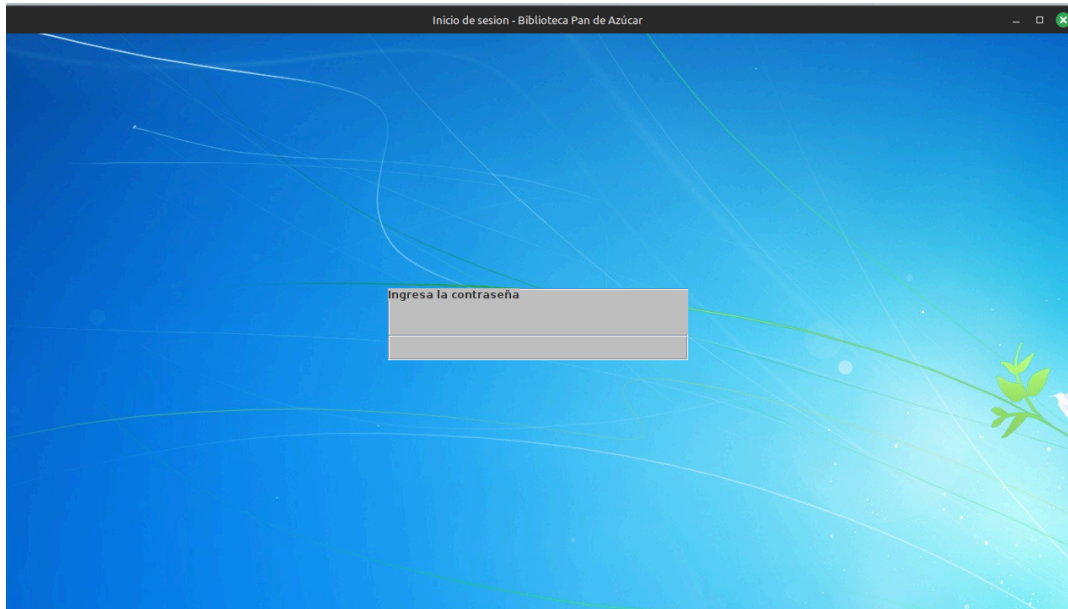 Inicio de sesion - Biblioteca Pan de Azúcar
Ingresa la contraseña